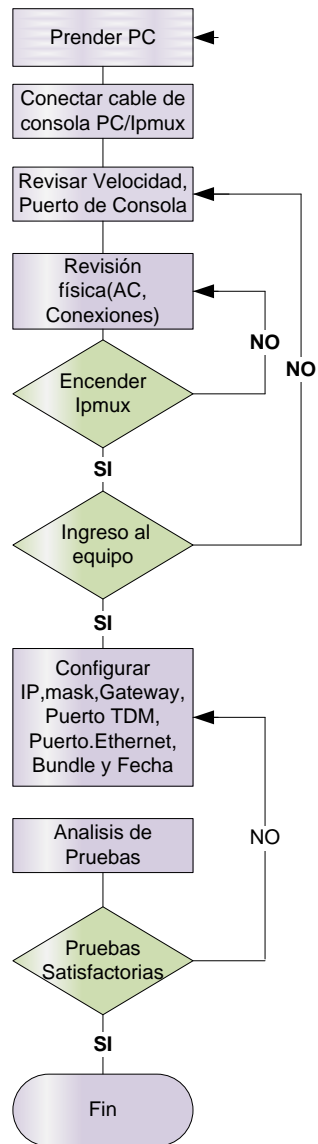 Prender PC
Conectar cable de
consola PC/Ipmux
Revisar Velocidad,
Puerto de Consola
Revisión
física(AC,
Conexiones)
NO
NO
Encender
Ipmux
SI
Ingreso al
equipo
SI
Configurar
IP,mask,Gateway,
Puerto TDM,
Puerto.Ethernet,
Bundle y Fecha
Analisis de
Pruebas
NO
Pruebas
Satisfactorias
SI
Fin